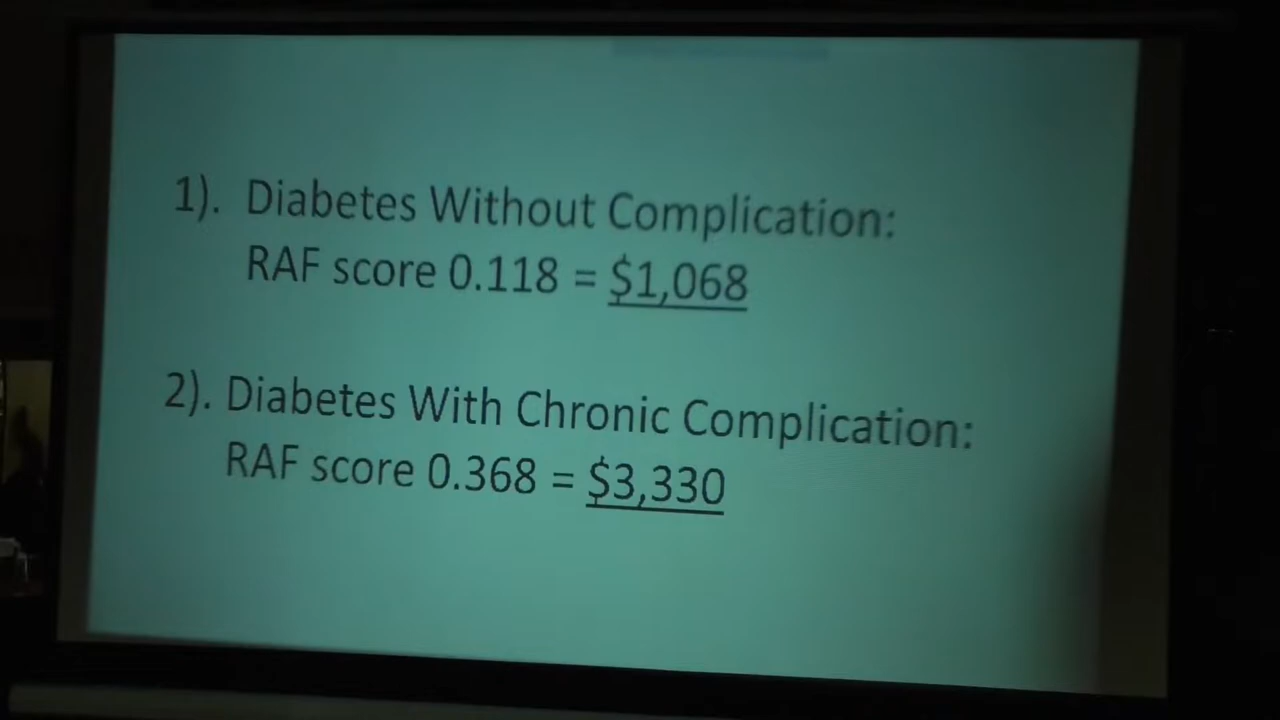 1). Diabetes Without Complication:
RAF score 0.118 = $1,068
2). Diabetes With Chronic Complication:
RAF score 0.368 = $3,330